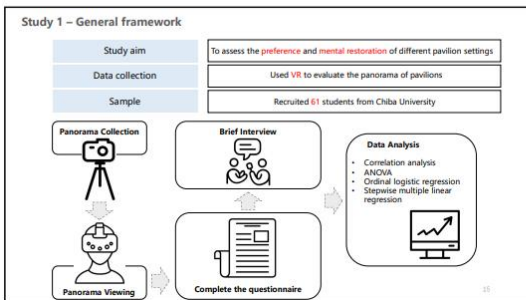 Study 1 – General framework
Study aim
To assess the preference and mental restoration of different pavilion settings
Data collection
Used VR to evaluate the panorama of pavilions
Sample
Recruited 61 students from Chiba University
Panorama Collection
Brief Interview
Data Analysis
• Correlation analysis
• ANOVA
• Ordinal logistic regression
• Stepwise multiple linear
regression
Panorama Viewing
Complete the questionnaire
15